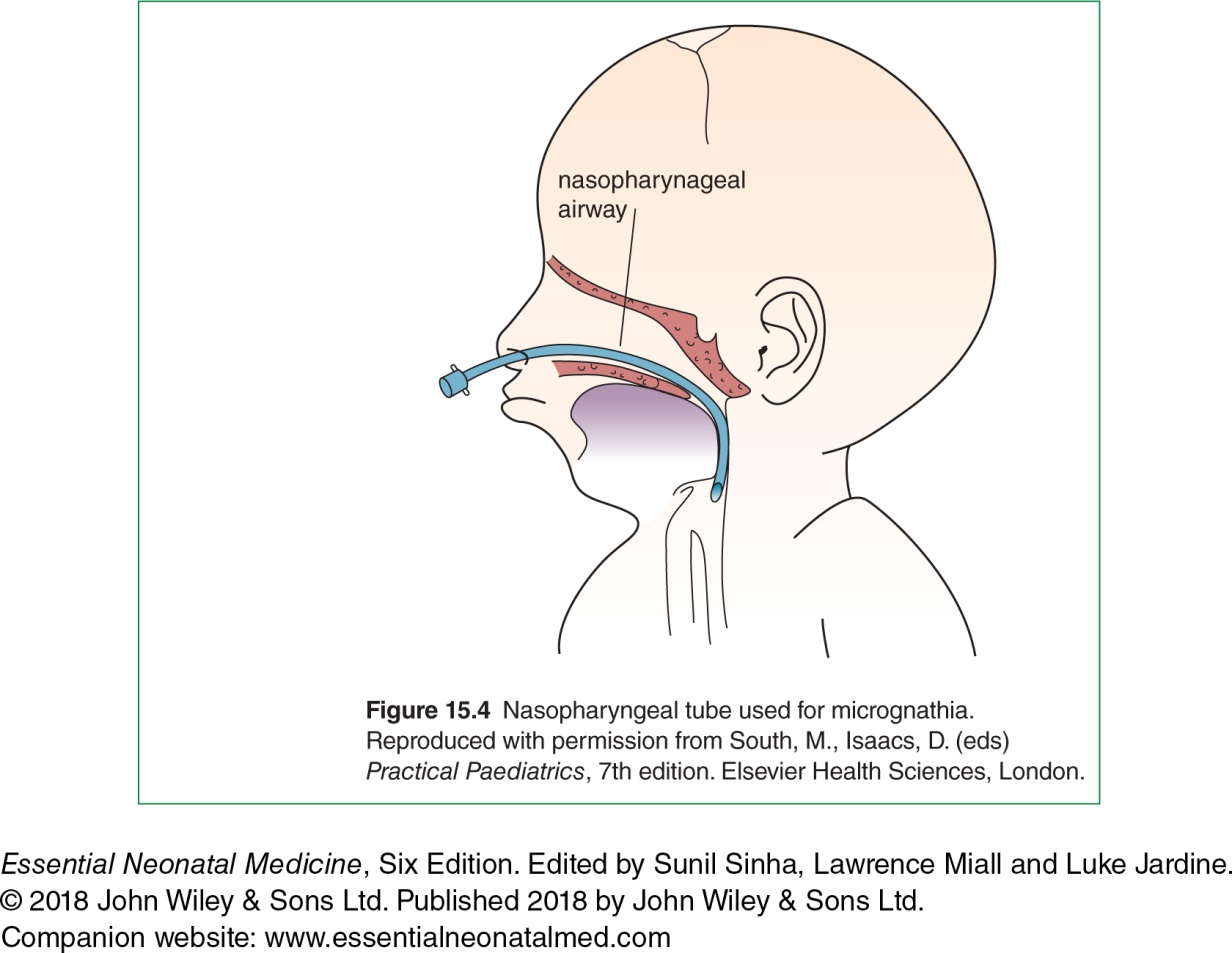 nasopharynageal
airway
Figure 15.4 Nasopharyngeal tube used for micrognathia.
Reproduced with permission from South, M., Isaacs, D. (eds)
Practical Paediatrics, 7th edition. Elsevier Health Sciences, London.
Essential Neonatal Medicine, Six Edition. Edited by Sunil Sinha, Lawrence Miall and Luke Jardine.
© 2018 John Wiley & Sons Ltd. Published 2018 by John Wiley & Sons Ltd.
Companion website: www.essentialneonatalmed.com